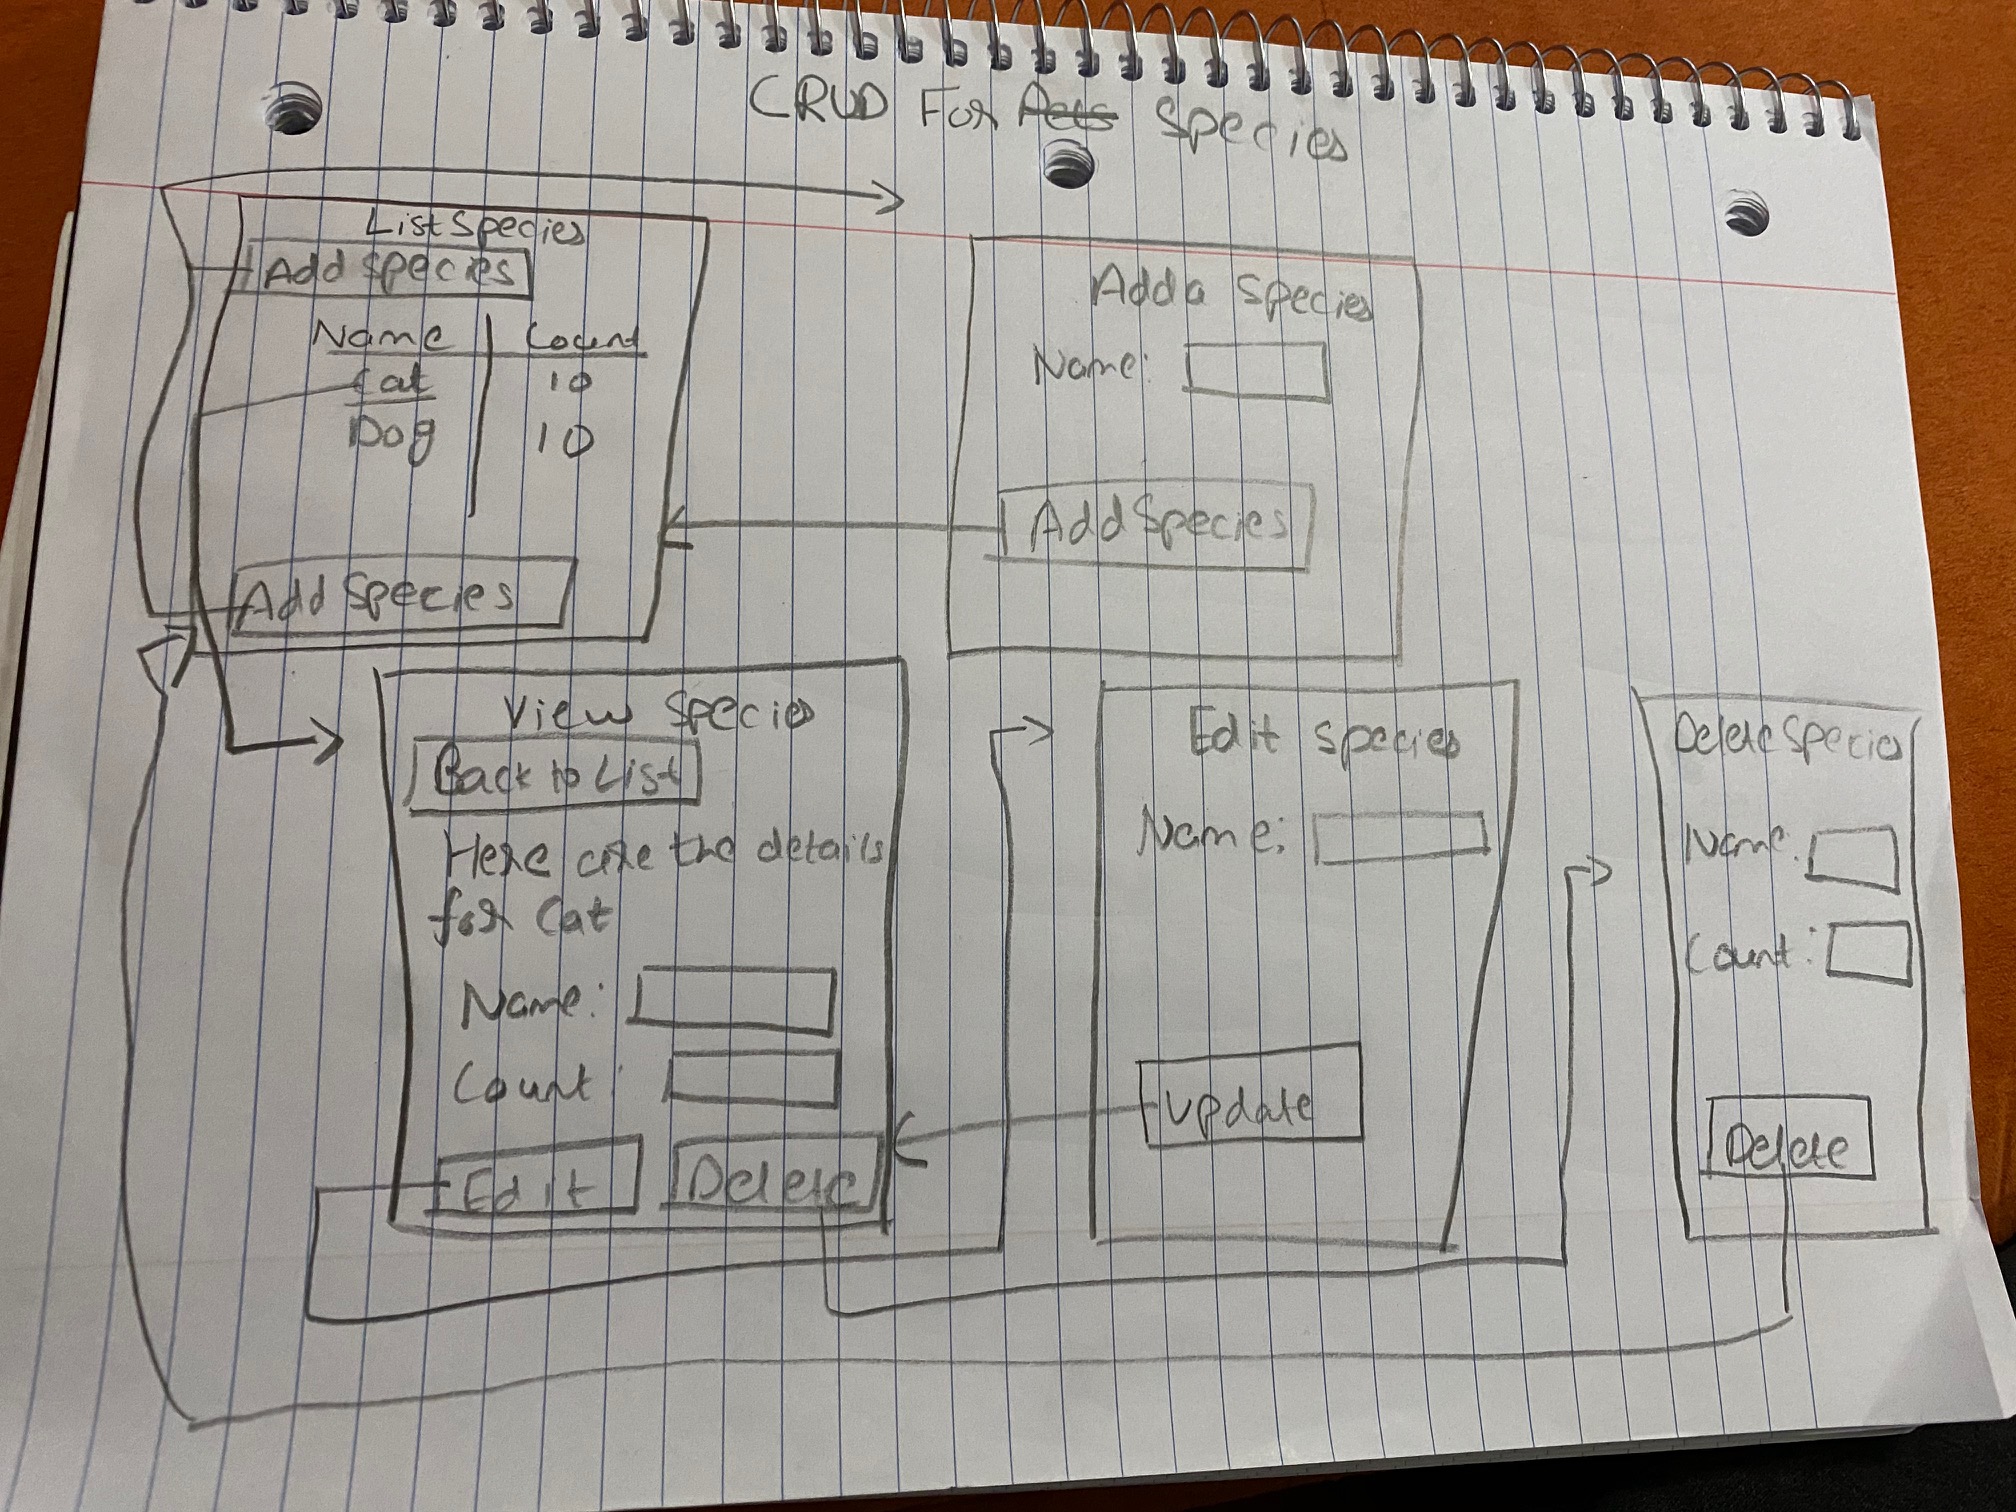 CRUD For Pets Species
List Species
Add Species
Name Count
Cat 10
Dog 10
Add Species
Add a Species
Name:
Add Species
View Species
Back to List
Here are the details
for Cat
Name:
Count:
Edit Delete
Edit Species
Name:
Update
Delete Species
Name:
Count:
Delete